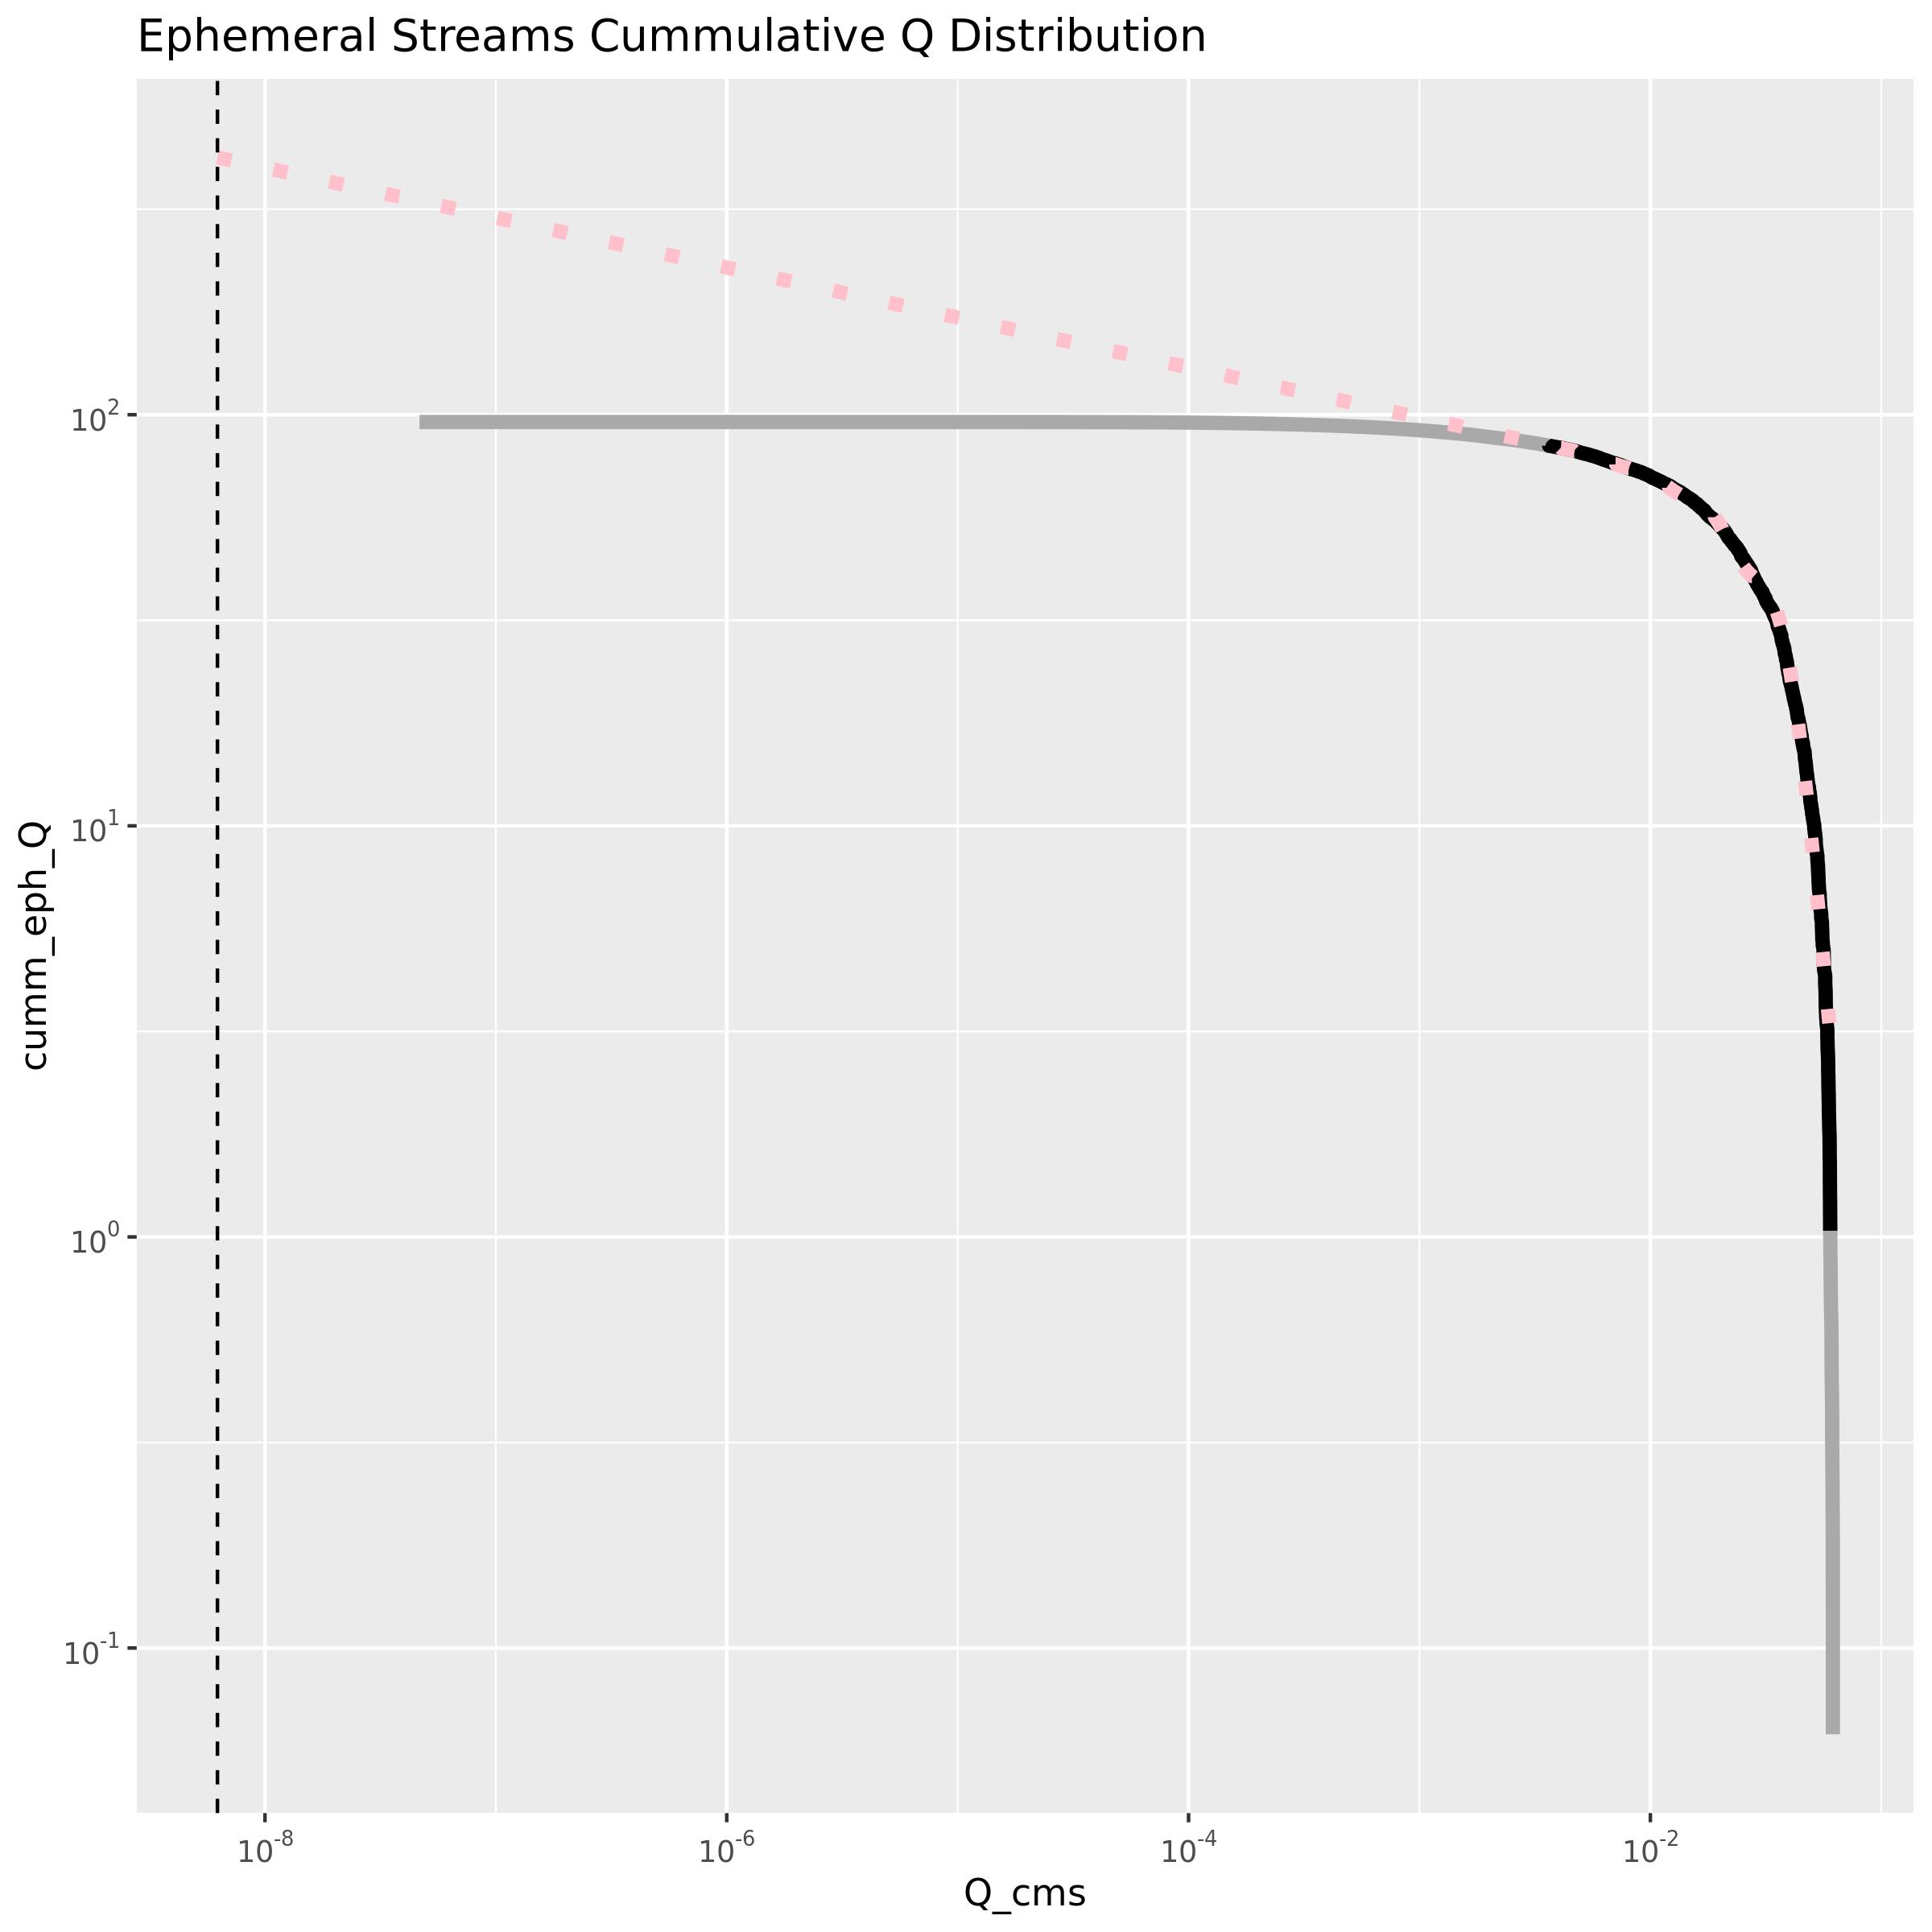 Ephemeral Streams Cummulative Q Distribution
cumm_eph_Q
10²
10¹
10⁰
10⁻¹
10⁻⁸ 10⁻⁶ 10⁻⁴ 10⁻²
Q_cms